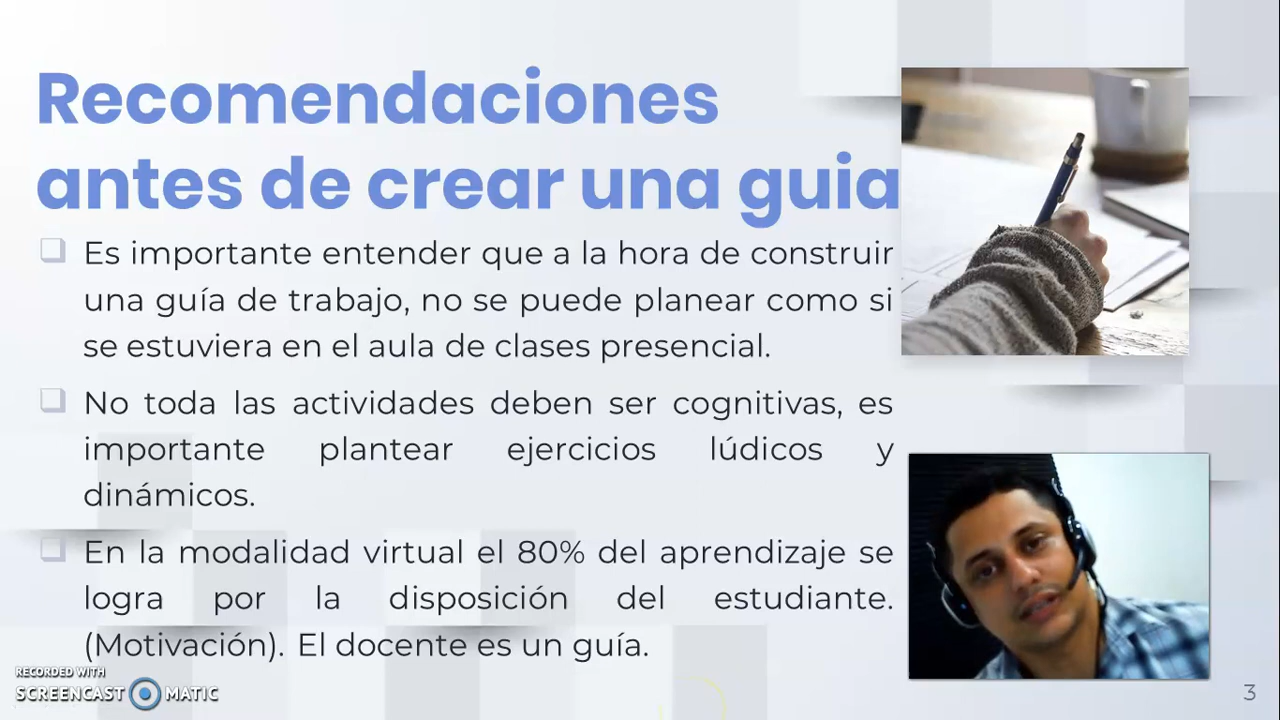 Recomendaciones
antes de crear una guia
Es importante entender que a la hora de construir
una guía de trabajo, no se puede planear como si
se estuviera en el aula de clases presencial.
No toda las actividades deben ser cognitivas, es
importante plantear ejercicios lúdicos y
dinámicos.
En la modalidad virtual el 80% del aprendizaje se
logra por la disposición del estudiante.
(Motivación). El docente es un guía.
RECORDED WITH
SCREENCAST MATIC
3